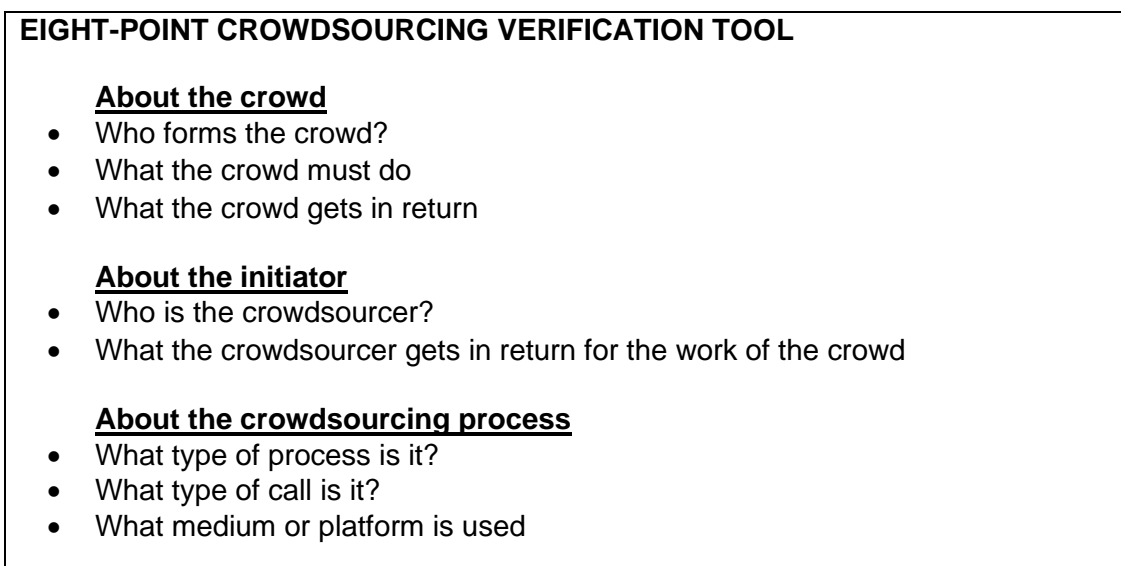 EIGHT-POINT CROWDSOURCING VERIFICATION TOOL
About the crowd
• Who forms the crowd?
• What the crowd must do
• What the crowd gets in return
About the initiator
• Who is the crowdsourcer?
• What the crowdsourcer gets in return for the work of the crowd
About the crowdsourcing process
• What type of process is it?
• What type of call is it?
• What medium or platform is used